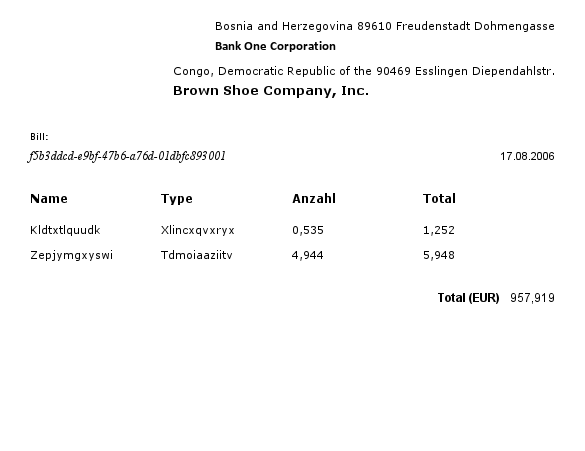 Bosnia and Herzegovina 89610 Freudenstadt Dohmengasse
Bank One Corporation
Congo, Democratic Republic of the 90469 Esslingen Diependahlstr.
Brown Shoe Company, Inc.
Bill:
f5b3ddcd-e9bf-47b6-a76d-01dbfc893001 17.08.2006
Name Type Anzahl Total
Kldtxtlquudk Xlincxqvxryx 0,535 1,252
Zepjymgxyswi Tdmoiaaziitv 4,944 5,948
Total (EUR) 957,919